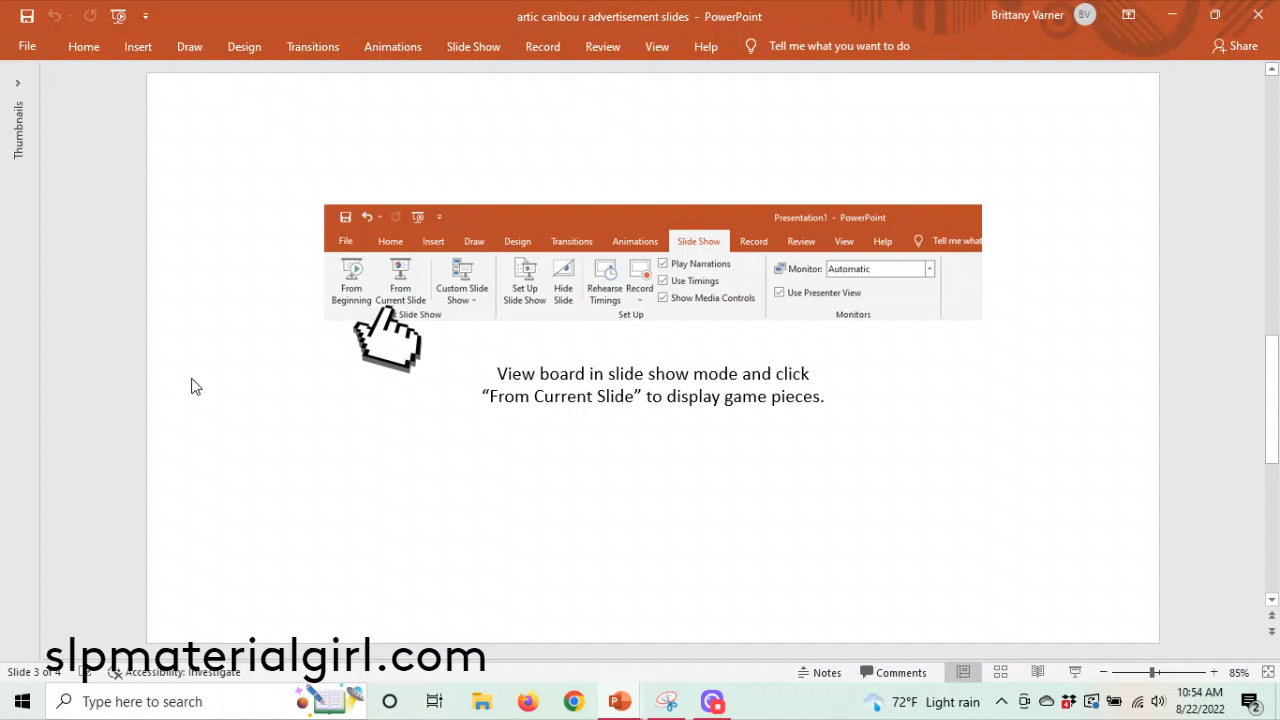 artic caribou r advertisement slides - PowerPoint
Brittany Varner BV
File Home Insert Draw Design Transitions Animations Slide Show Record Review View Help Tell me what you want to do Share
Thumbnails
Presentation1 - PowerPoint
File Home Insert Draw Design Transitions Animations Slide Show Record Review View Help Tell me what
From Beginning
From Current Slide
Custom Slide Show
Set Up Slide Show
Hide Slide
Rehearse Timings
Record
Play Narrations
Use Timings
Show Media Controls
Monitor: Automatic
Use Presenter View
Slide Show
Set Up
Monitors
View board in slide show mode and click
“From Current Slide” to display game pieces.
slpmaterialgirl.com
Slide 3 of 4 Accessibility: Investigate Notes Comments 85%
Type here to search
72°F Light rain
4
10:54 AM
8/22/2022
2